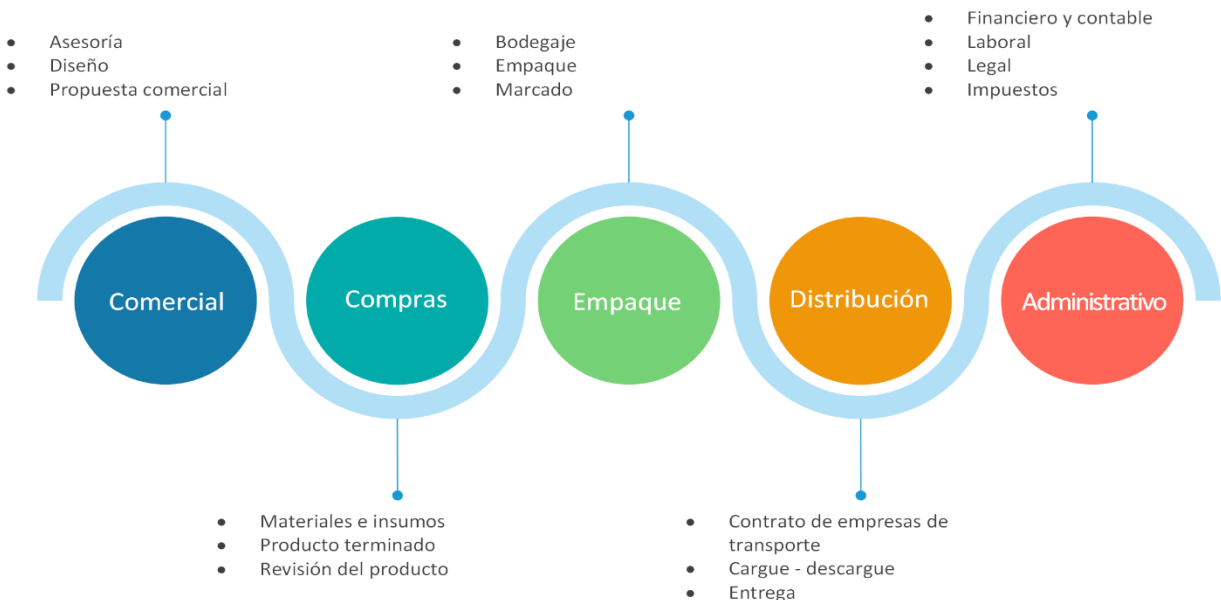 • Asesoría
• Diseño
• Propuesta comercial
• Bodegaje
• Empaque
• Marcado
• Financiero y contable
• Laboral
• Legal
• Impuestos
Comercial
Compras
Empaque
Distribución
Administrativo
• Materiales e insumos
• Producto terminado
• Revisión del producto
• Contrato de empresas de
transporte
• Cargue - descargue
• Entrega